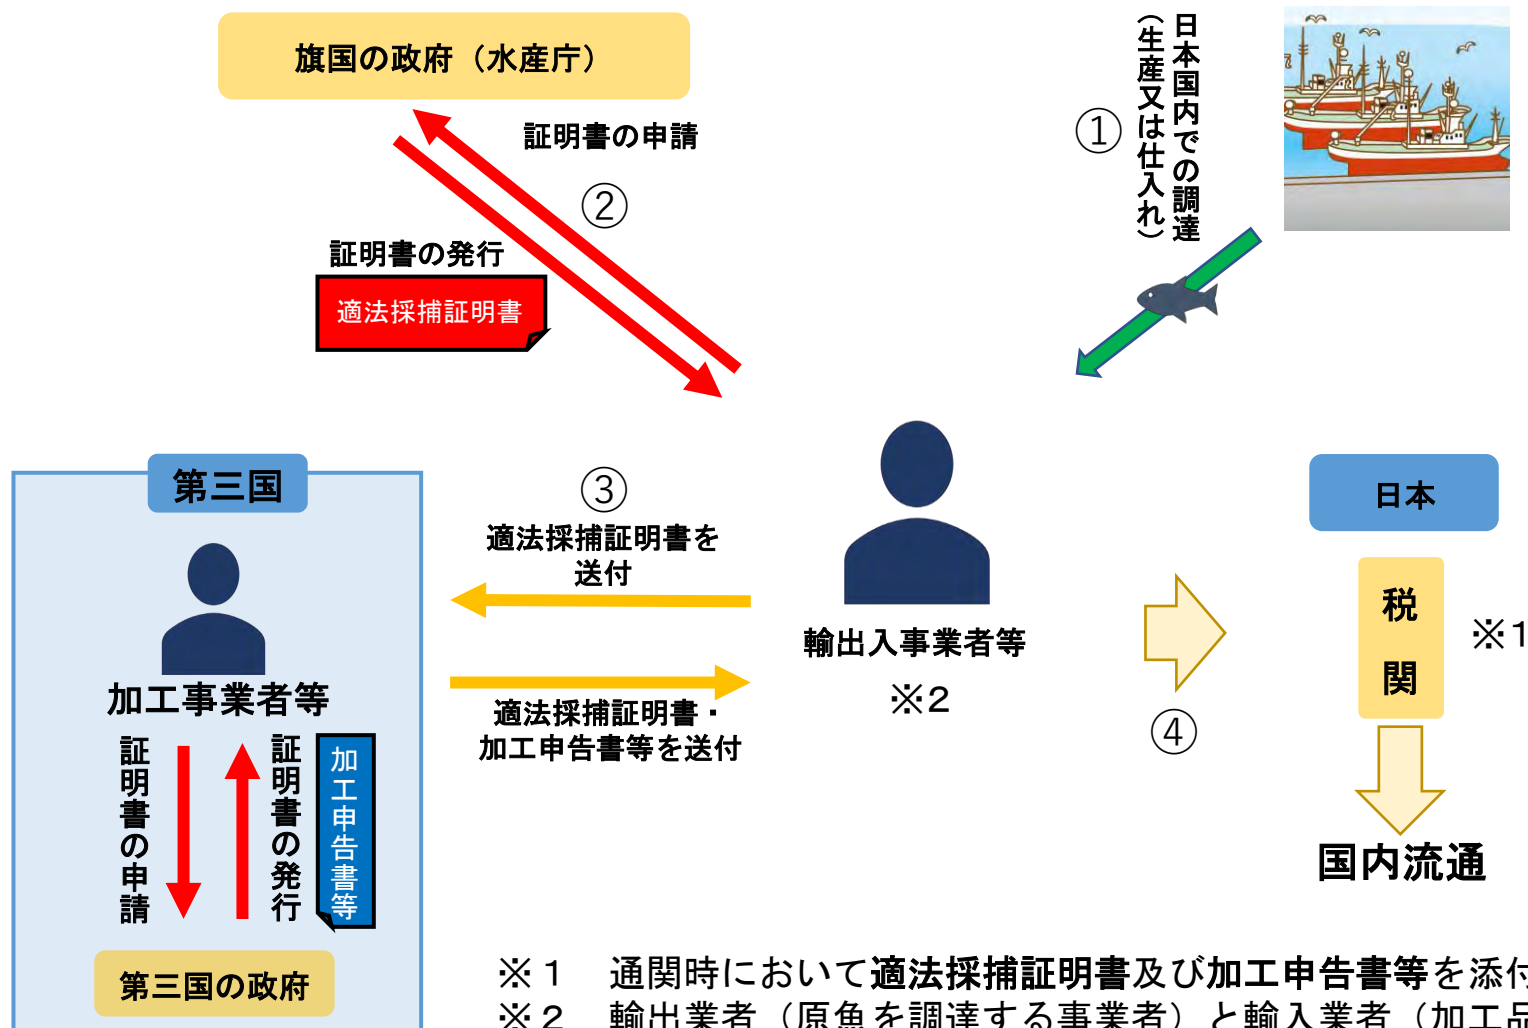 旗国の政府（水産庁）
証明書の申請
②
証明書の発行
適法採捕証明書
①
日本国内での調達
（生産又は仕入れ）
第三国
加工事業者等
証明書の申請
証明書の発行
加工申告書等
第三国の政府
③
適法採捕証明書を
送付
適法採捕証明書・
加工申告書等を送付
輸出入事業者等
※２
④
日本
税関
※１
国内流通
※１　通関時において適法採捕証明書及び加工申告書等を添付
※２　輸出業者（原魚を調達する事業者）と輸入業者（加工品